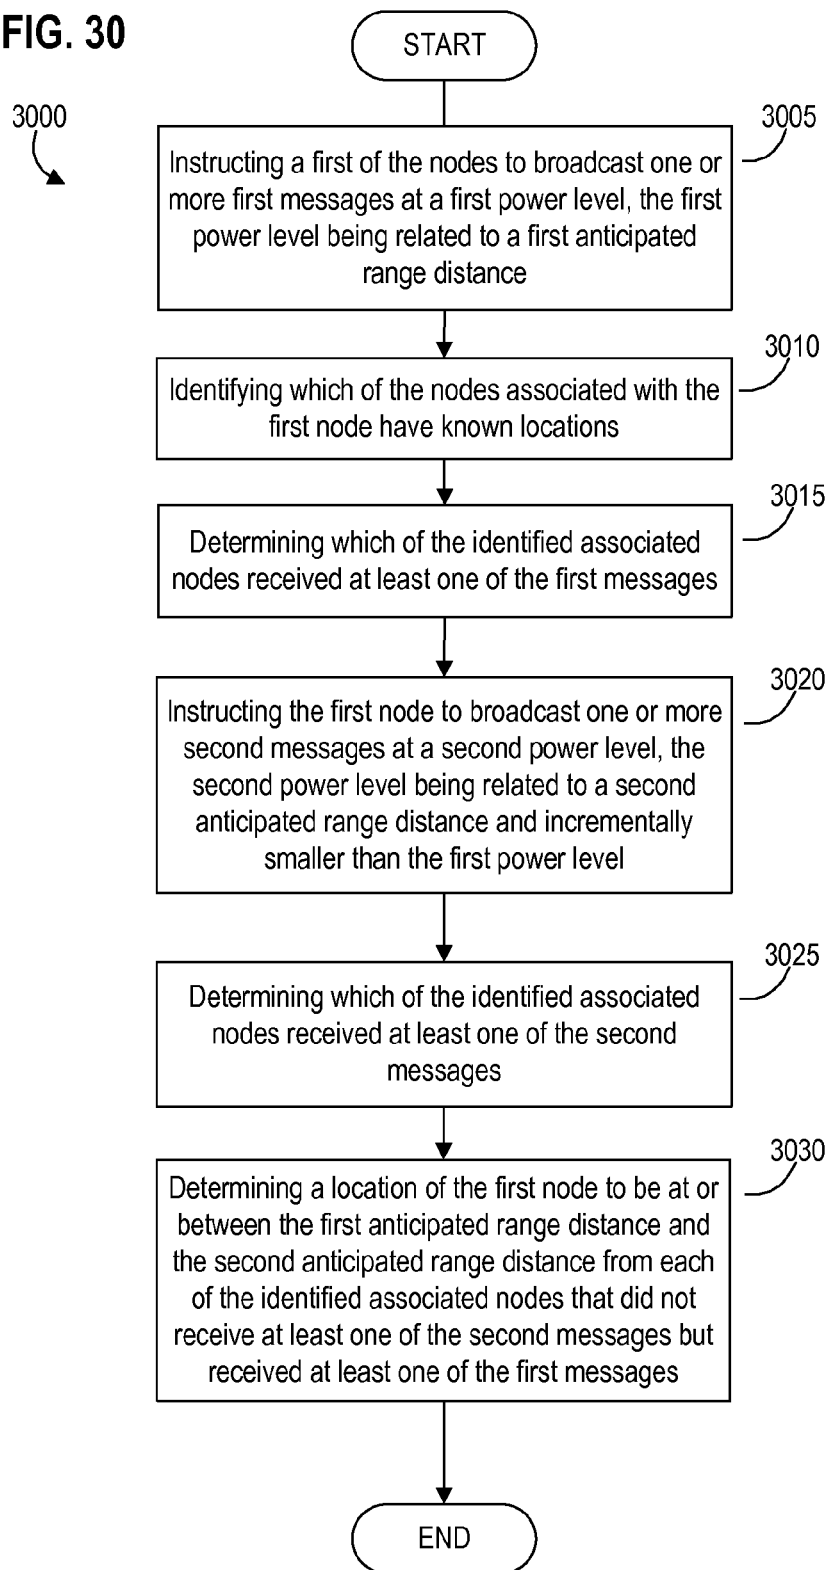 FIG. 30
START
3000
3005
Instructing a first of the nodes to broadcast one or
more first messages at a first power level, the first
power level being related to a first anticipated
range distance
3010
Identifying which of the nodes associated with the
first node have known locations
3015
Determining which of the identified associated
nodes received at least one of the first messages
3020
Instructing the first node to broadcast one or more
second messages at a second power level, the
second power level being related to a second
anticipated range distance and incrementally
smaller than the first power level
3025
Determining which of the identified associated
nodes received at least one of the second
messages
3030
Determining a location of the first node to be at or
between the first anticipated range distance and
the second anticipated range distance from each
of the identified associated nodes that did not
receive at least one of the second messages but
received at least one of the first messages
END